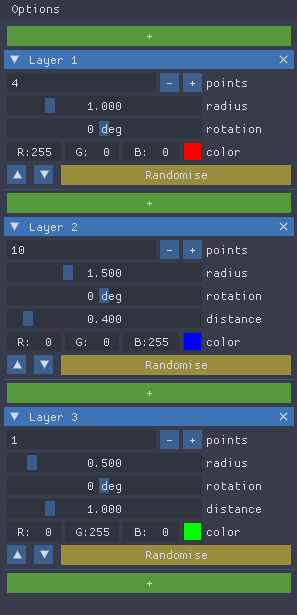 Options
+
▼ Layer 1 ✕
4 - + points
1.000 radius
0 deg rotation
R:255 G: 0 B: 0 color
▲ ▼ Randomise
+
▼ Layer 2 ✕
10 - + points
1.500 radius
0 deg rotation
0.400 distance
R: 0 G: 0 B:255 color
▲ ▼ Randomise
+
▼ Layer 3 ✕
1 - + points
0.500 radius
0 deg rotation
1.000 distance
R: 0 G:255 B: 0 color
▲ ▼ Randomise
+